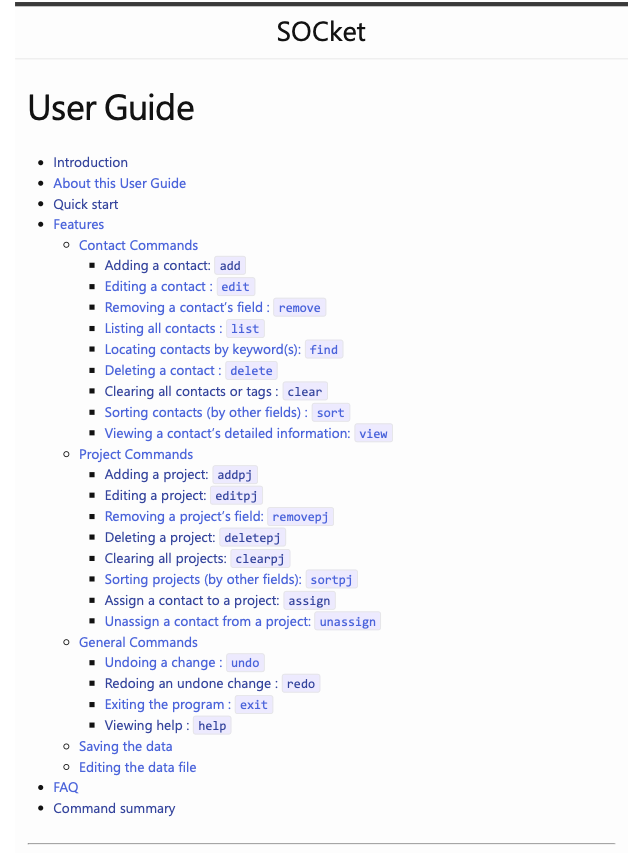 SOCket
User Guide
Introduction
About this User Guide
Quick start
Features
Contact Commands
Adding a contact: add
Editing a contact : edit
Removing a contact's field : remove
Listing all contacts : list
Locating contacts by keyword(s): find
Deleting a contact : delete
Clearing all contacts or tags : clear
Sorting contacts (by other fields) : sort
Viewing a contact's detailed information: view
Project Commands
Adding a project: addpj
Editing a project: editpj
Removing a project's field: removepj
Deleting a project: deletepj
Clearing all projects: clearpj
Sorting projects (by other fields): sortpj
Assign a contact to a project: assign
Unassign a contact from a project: unassign
General Commands
Undoing a change : undo
Redoing an undone change : redo
Exiting the program : exit
Viewing help : help
Saving the data
Editing the data file
FAQ
Command summary